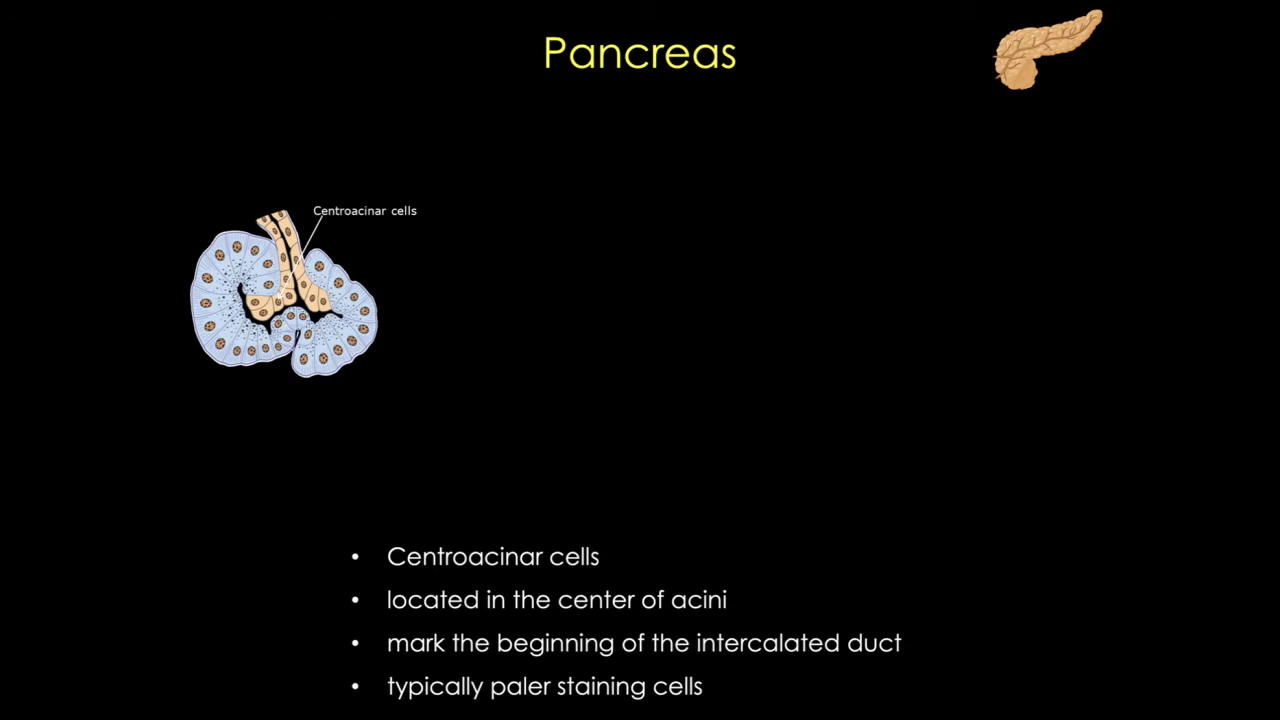 Pancreas
Centroacinar cells
• Centroacinar cells
• located in the center of acini
• mark the beginning of the intercalated duct
• typically paler staining cells